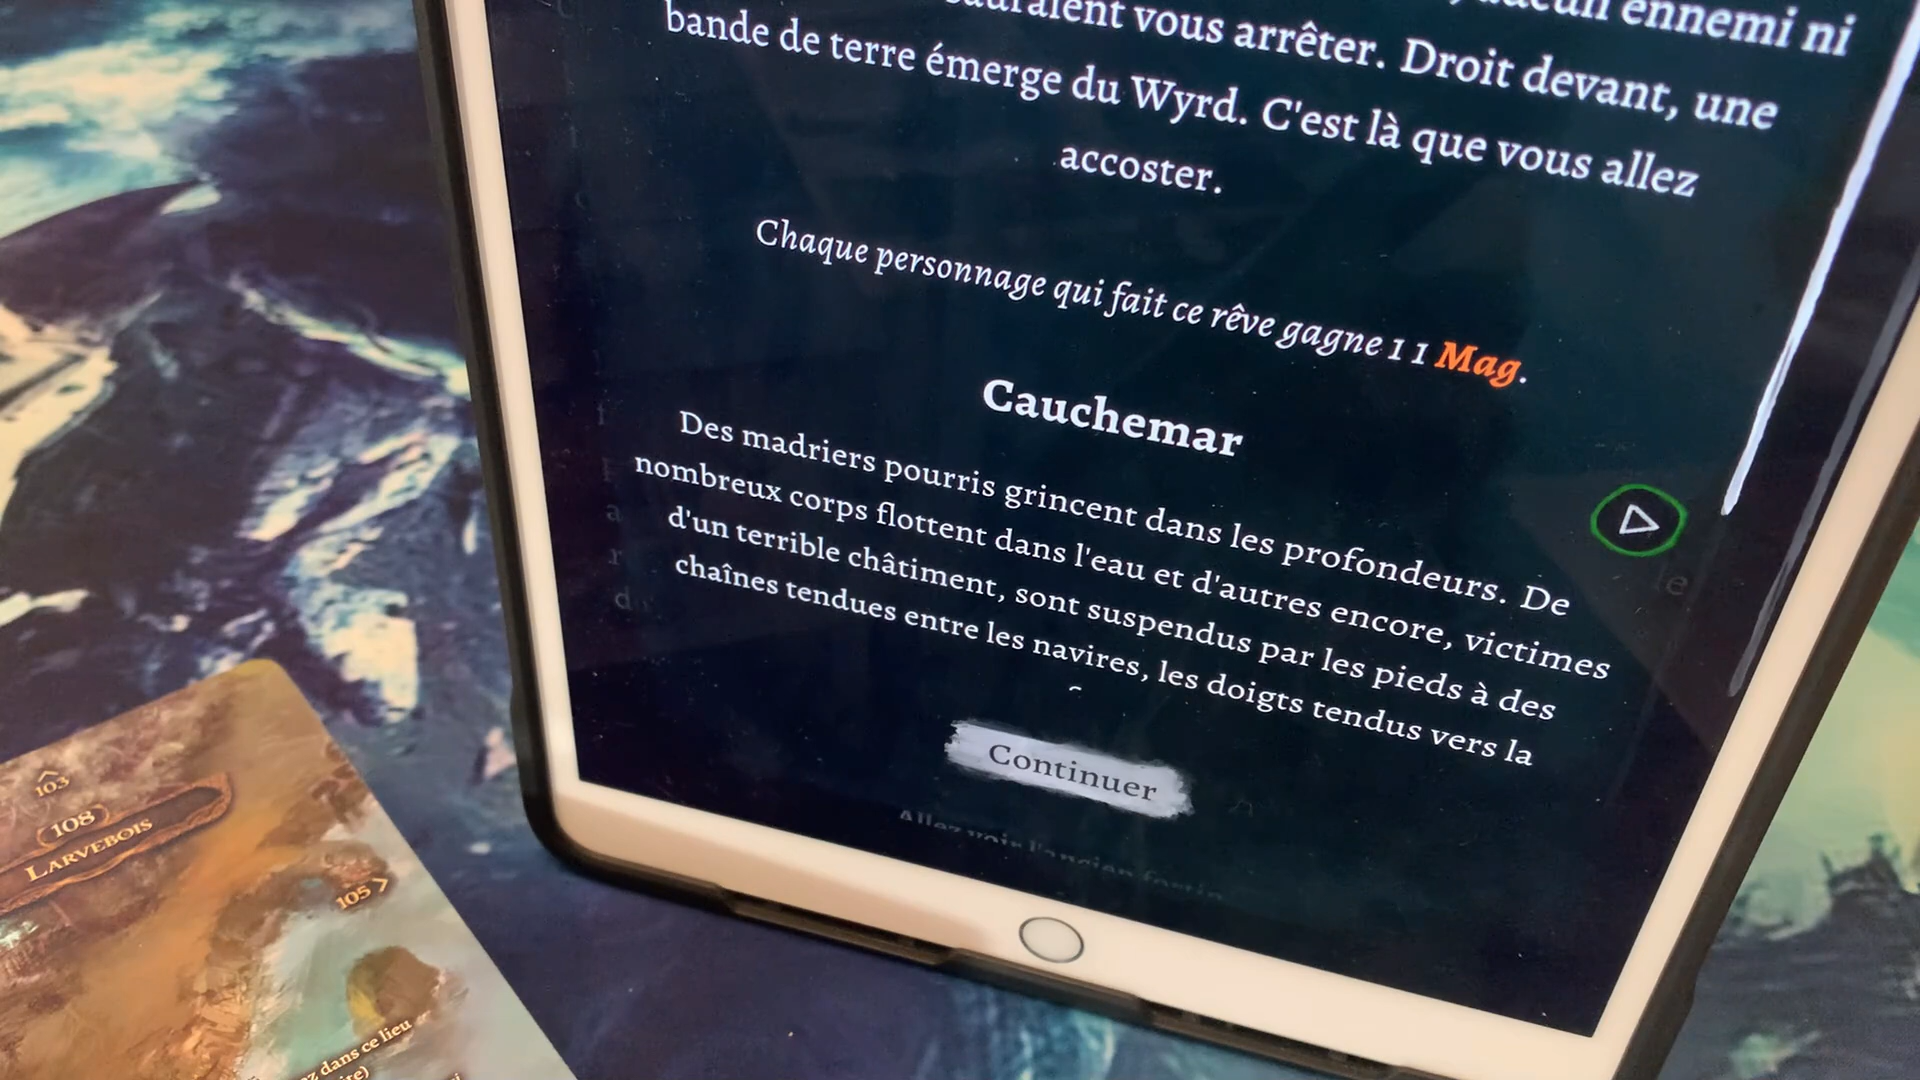 ennemi ni
vous arrêter. Droit devant, une
bande de terre émerge du Wyrd. C'est là que vous allez
accoster.
Chaque personnage qui fait ce rêve gagne 1 1 Mag.
Cauchemar
Des madriers pourris grincent dans les profondeurs. De
nombreux corps flottent dans l'eau et d'autres encore, victimes
d'un terrible châtiment, sont suspendus par les pieds à des
chaînes tendues entre les navires, les doigts tendus vers la
Continuer
103
108
LARVEBOIS
105
dans ce lieu